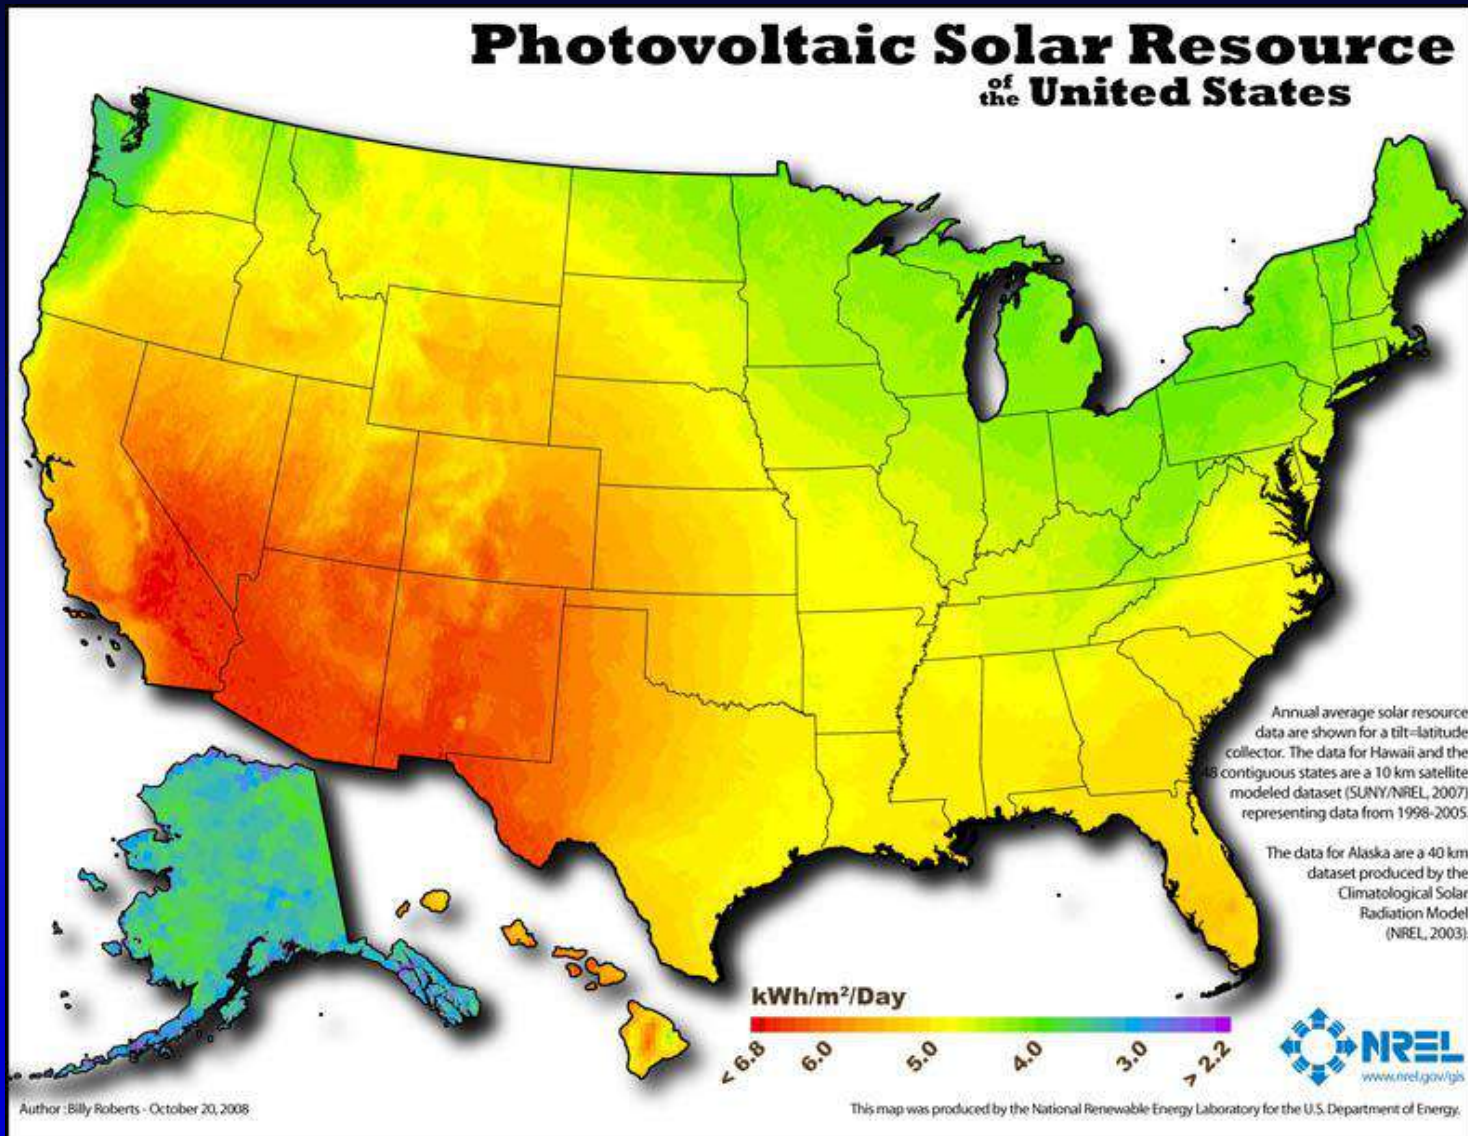 Photovoltaic Solar Resource
of the United States
Annual average solar resource
data are shown for a tilt=latitude
collector. The data for Hawaii and the
48 contiguous states are a 10 km satellite
modeled dataset (SUNY/NREL, 2007)
representing data from 1998-2005.
The data for Alaska are a 40 km
dataset produced by the
Climatological Solar
Radiation Model
(NREL, 2003).
kWh/m²/Day
< 6.8 6.0 5.0 4.0 3.0 > 2.2
NREL
www.nrel.gov/gis
Author : Billy Roberts - October 20, 2008
This map was produced by the National Renewable Energy Laboratory for the U.S. Department of Energy.